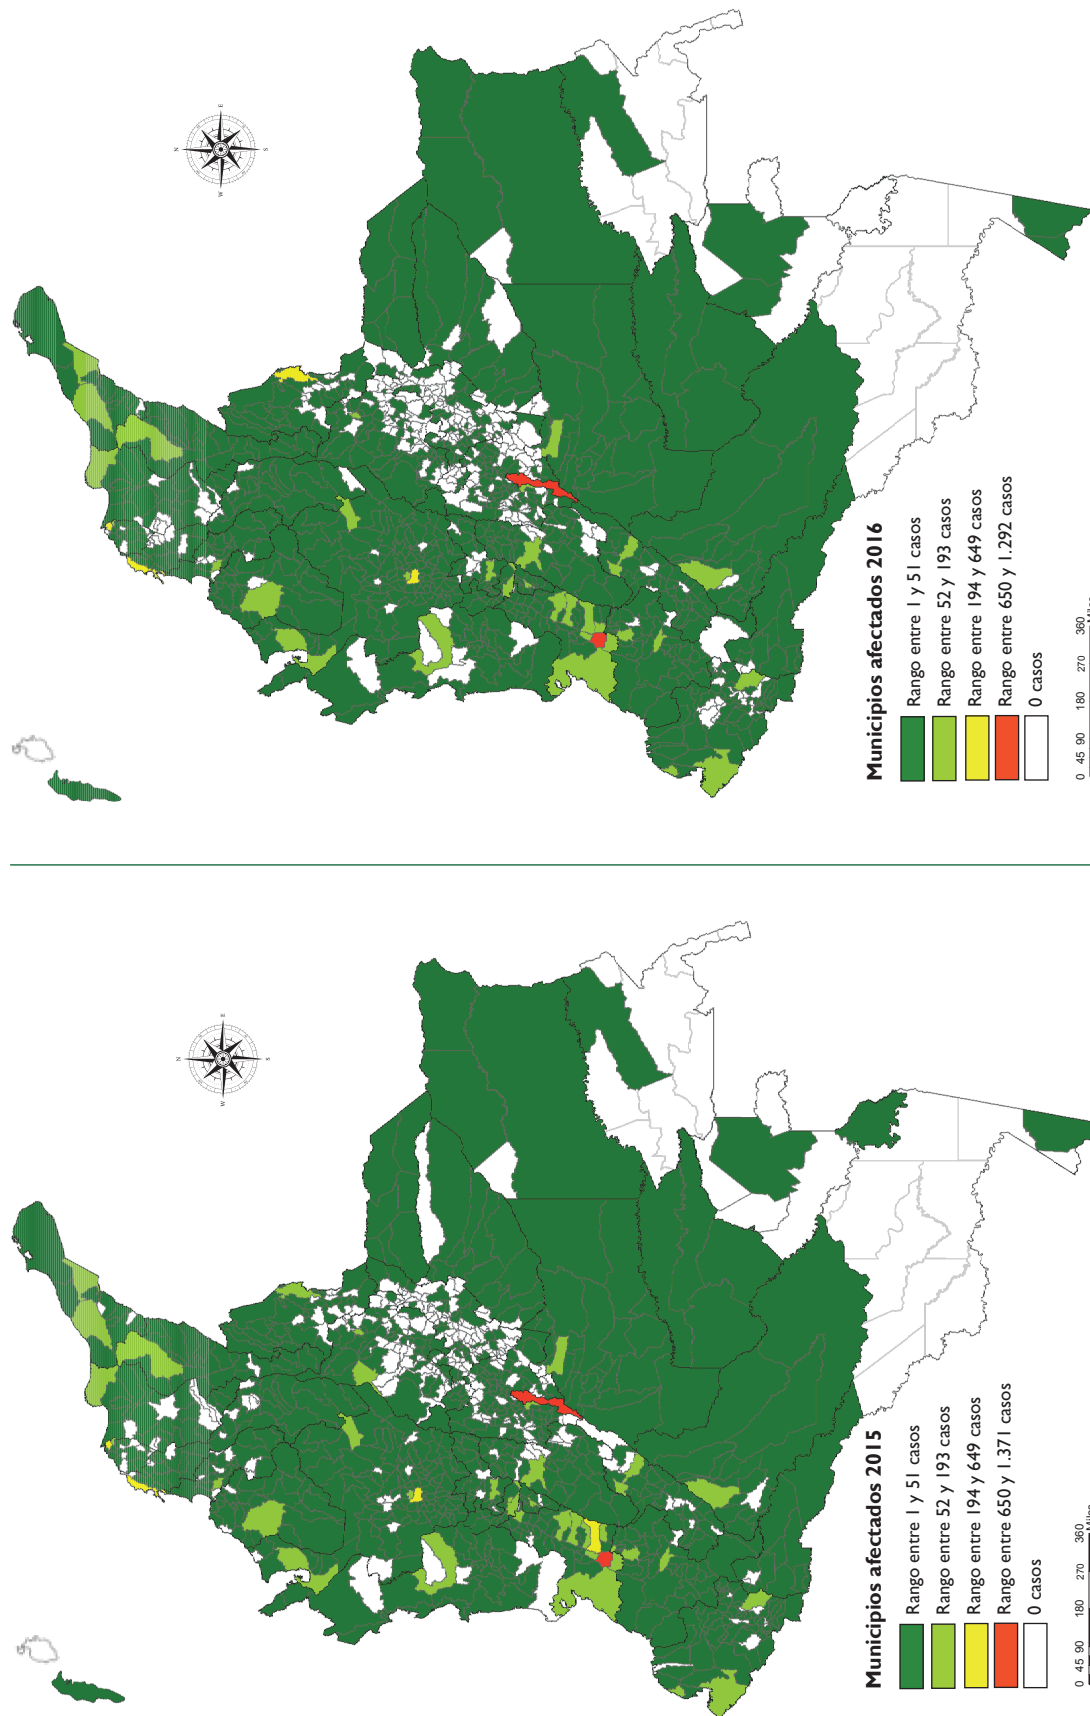 N
E
S
W
Municipios afectados 2016
Rango entre 1 y 51 casos
Rango entre 52 y 193 casos
Rango entre 194 y 649 casos
Rango entre 650 y 1.292 casos
0 casos
0 45 90 180 270 360
Miles
N
E
S
W
Municipios afectados 2015
Rango entre 1 y 51 casos
Rango entre 52 y 193 casos
Rango entre 194 y 649 casos
Rango entre 650 y 1.371 casos
0 casos
0 45 90 180 270 360
Miles